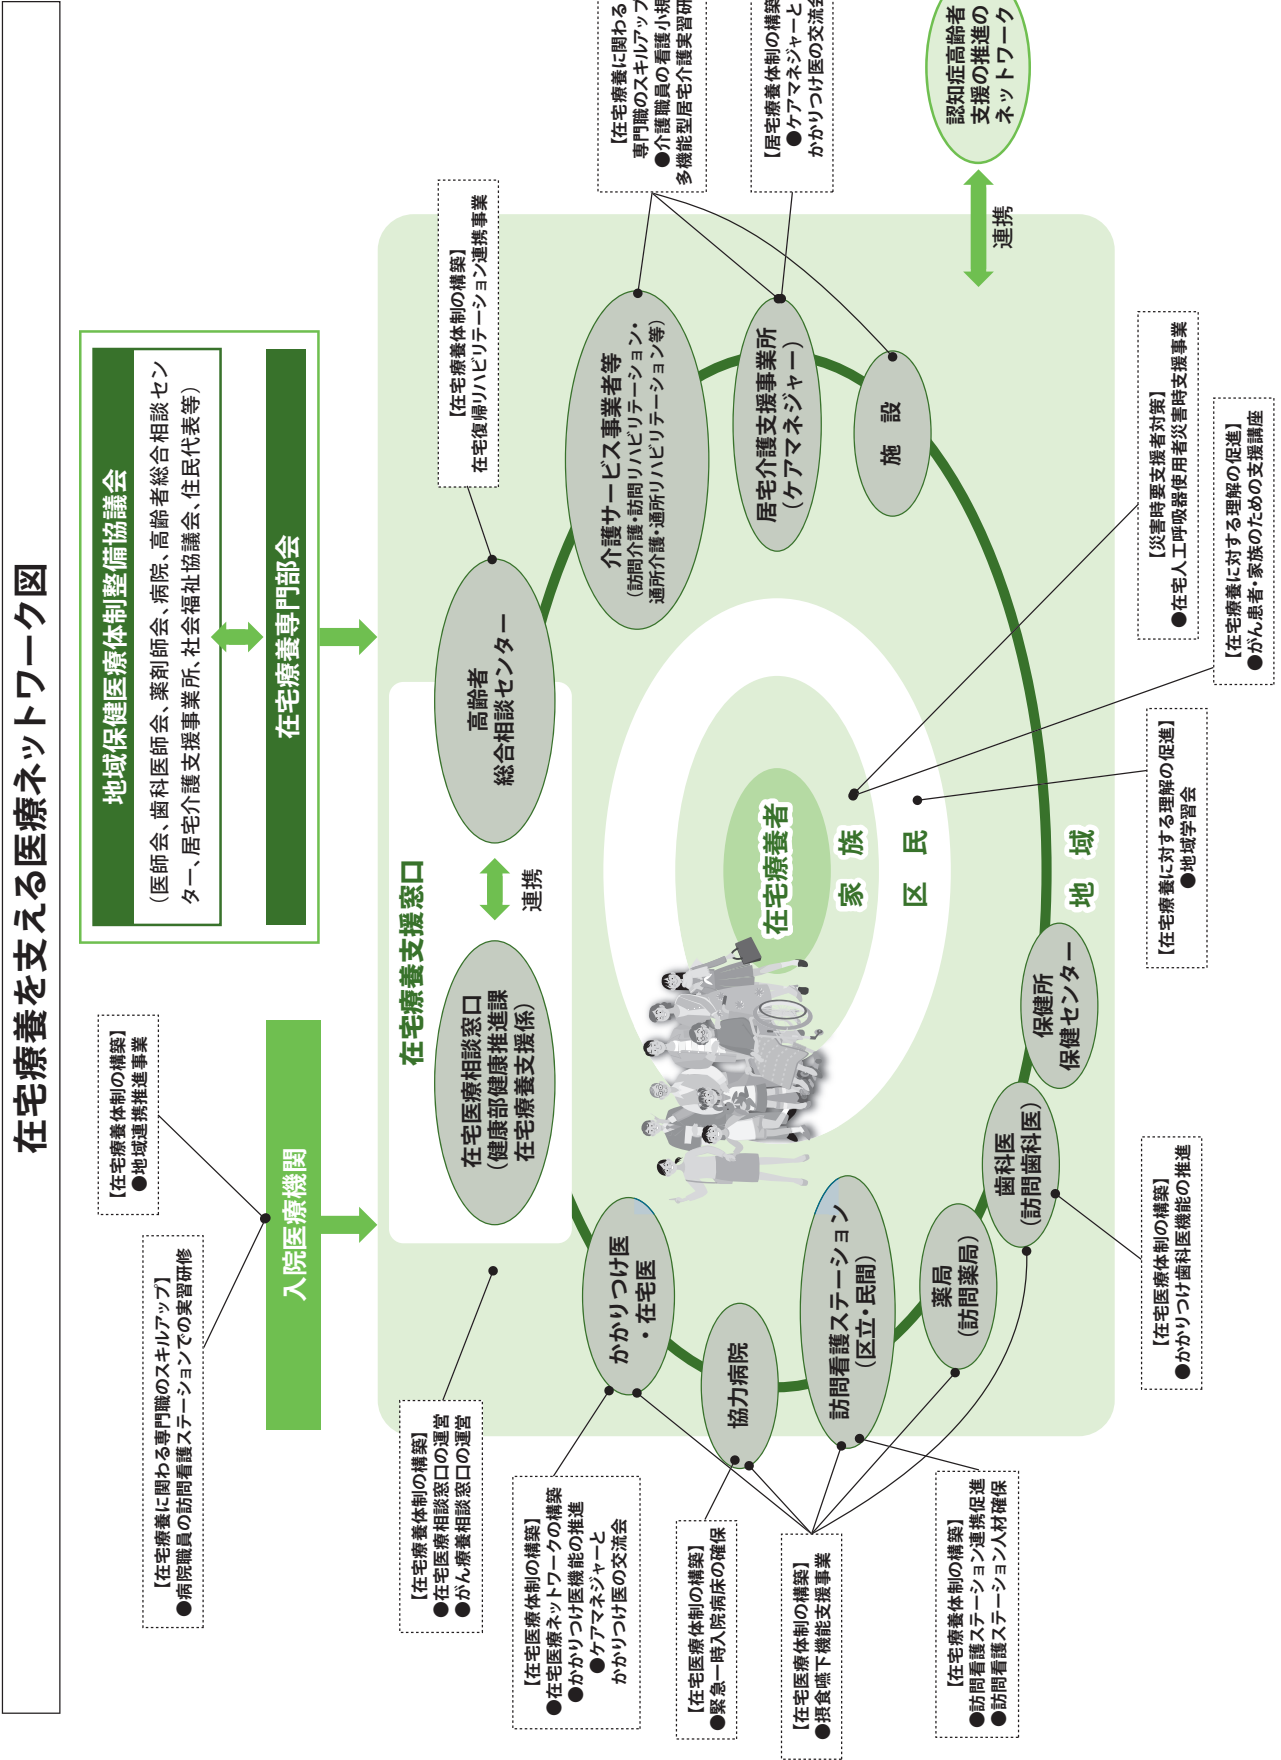 在宅療養を支える医療ネットワーク図
【在宅療養体制の構築】
●地域連携推進事業
【在宅療養に関わる専門職のスキルアップ】
●病院職員の訪問看護ステーションでの実習研修
入院医療機関
地域保健医療体制整備協議会
（医師会、歯科医師会、薬剤師会、病院、高齢者総合相談セン
ター、居宅介護支援事業所、社会福祉協議会、住民代表等）
在宅療養専門部会
在宅療養支援窓口
在宅医療相談窓口
（健康部健康推進課
在宅療養支援係）
連携
高齢者
総合相談センター
【在宅療養体制の構築】
●在宅医療相談窓口の運営
●がん療養相談窓口の運営
【在宅療養体制の構築】
在宅復帰リハビリテーション連携事業
【在宅医療体制の構築】
●在宅医療ネットワークの構築
●かかりつけ医機能の推進
●ケアマネジャーと
かかりつけ医の交流会
かかりつけ医
・在宅医
介護サービス事業者等
（訪問介護・訪問リハビリテーション・
通所介護・通所リハビリテーション等）
【在宅療養に関わる
専門職のスキルアップ
●介護職員の看護小規
多機能型居宅介護実習研
【在宅医療体制の構築】
●緊急一時入院病床の確保
協力病院
居宅介護支援事業所
（ケアマネジャー）
【居宅療養体制の構築
●ケアマネジャーと
かかりつけ医の交流会
在宅療養者
家族
区民
地域
【在宅医療体制の構築】
●摂食嚥下機能支援事業
訪問看護ステーション
（区立・民間）
施設
【在宅療養体制の構築】
●訪問看護ステーション連携促進
●訪問看護ステーション人材確保
薬局
（訪問薬局）
歯科医
（訪問歯科医）
保健所
保健センター
連携
認知症高齢者
支援の推進の
ネットワーク
【在宅医療体制の構築】
●かかりつけ歯科医機能の推進
【在宅療養に対する理解の促進】
●地域学習会
【災害時要支援者対策】
●在宅人工呼吸器使用者災害時支援事業
【在宅療養に対する理解の促進】
●がん患者・家族のための支援講座